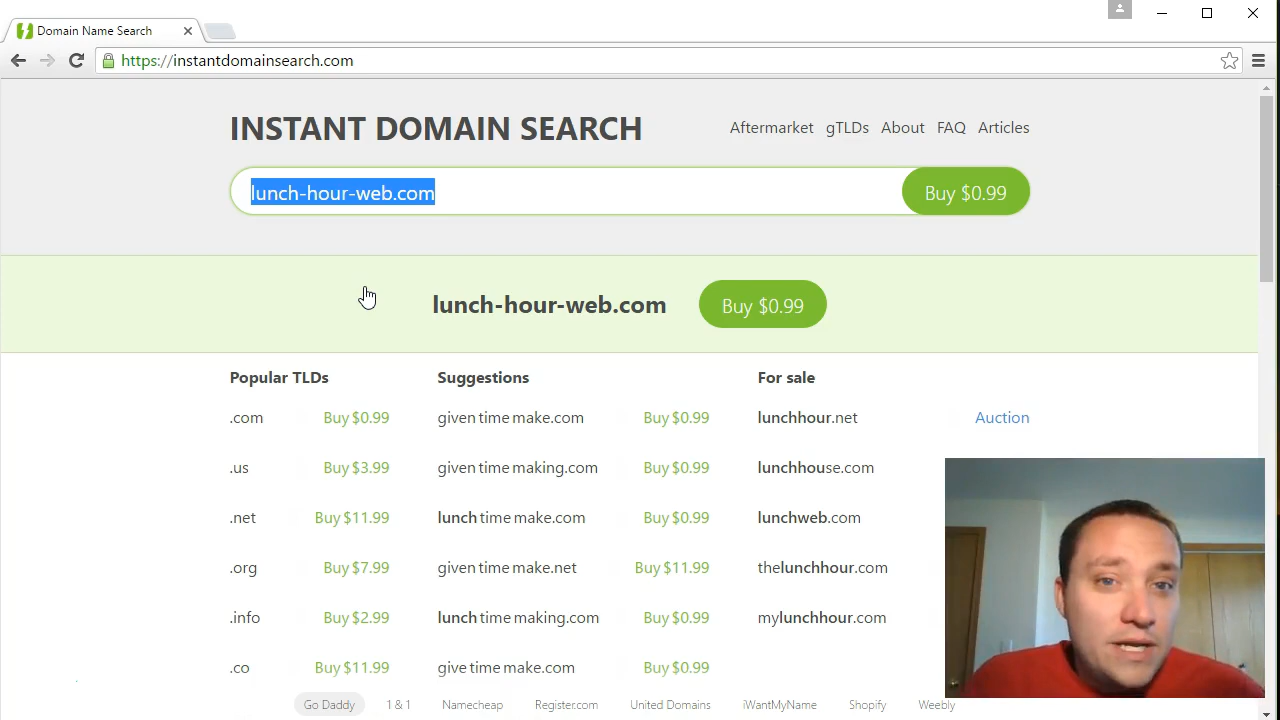 Domain Name Search
https://instantdomainsearch.com
INSTANT DOMAIN SEARCH
Aftermarket gTLDs About FAQ Articles
lunch-hour-web.com Buy $0.99
lunch-hour-web.com Buy $0.99
Popular TLDs Suggestions For sale
.com Buy $0.99 given time make.com Buy $0.99 lunchhour.net Auction
.us Buy $3.99 given time making.com Buy $0.99 lunchhouse.com
.net Buy $11.99 lunch time make.com Buy $0.99 lunchweb.com
.org Buy $7.99 given time make.net Buy $11.99 thelunchhour.com
.info Buy $2.99 lunch time making.com Buy $0.99 mylunchhour.com
.co Buy $11.99 give time make.com Buy $0.99
Go Daddy 1 & 1 Namecheap Register.com United Domains iWantMyName Shopify Weebly